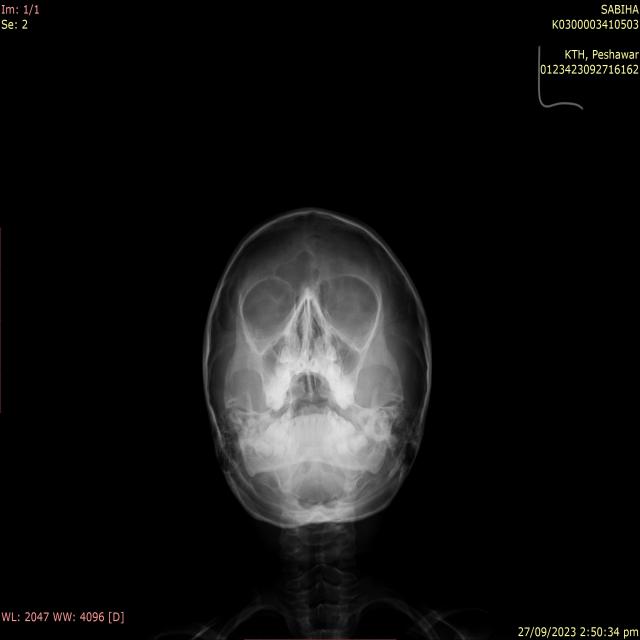 Im: 1/1
Se: 2
SABIHA
K0300003410503
KTH, Peshawar
0123423092716162
WL: 2047 WW: 4096 [D]
27/09/2023 2:50:34 pm